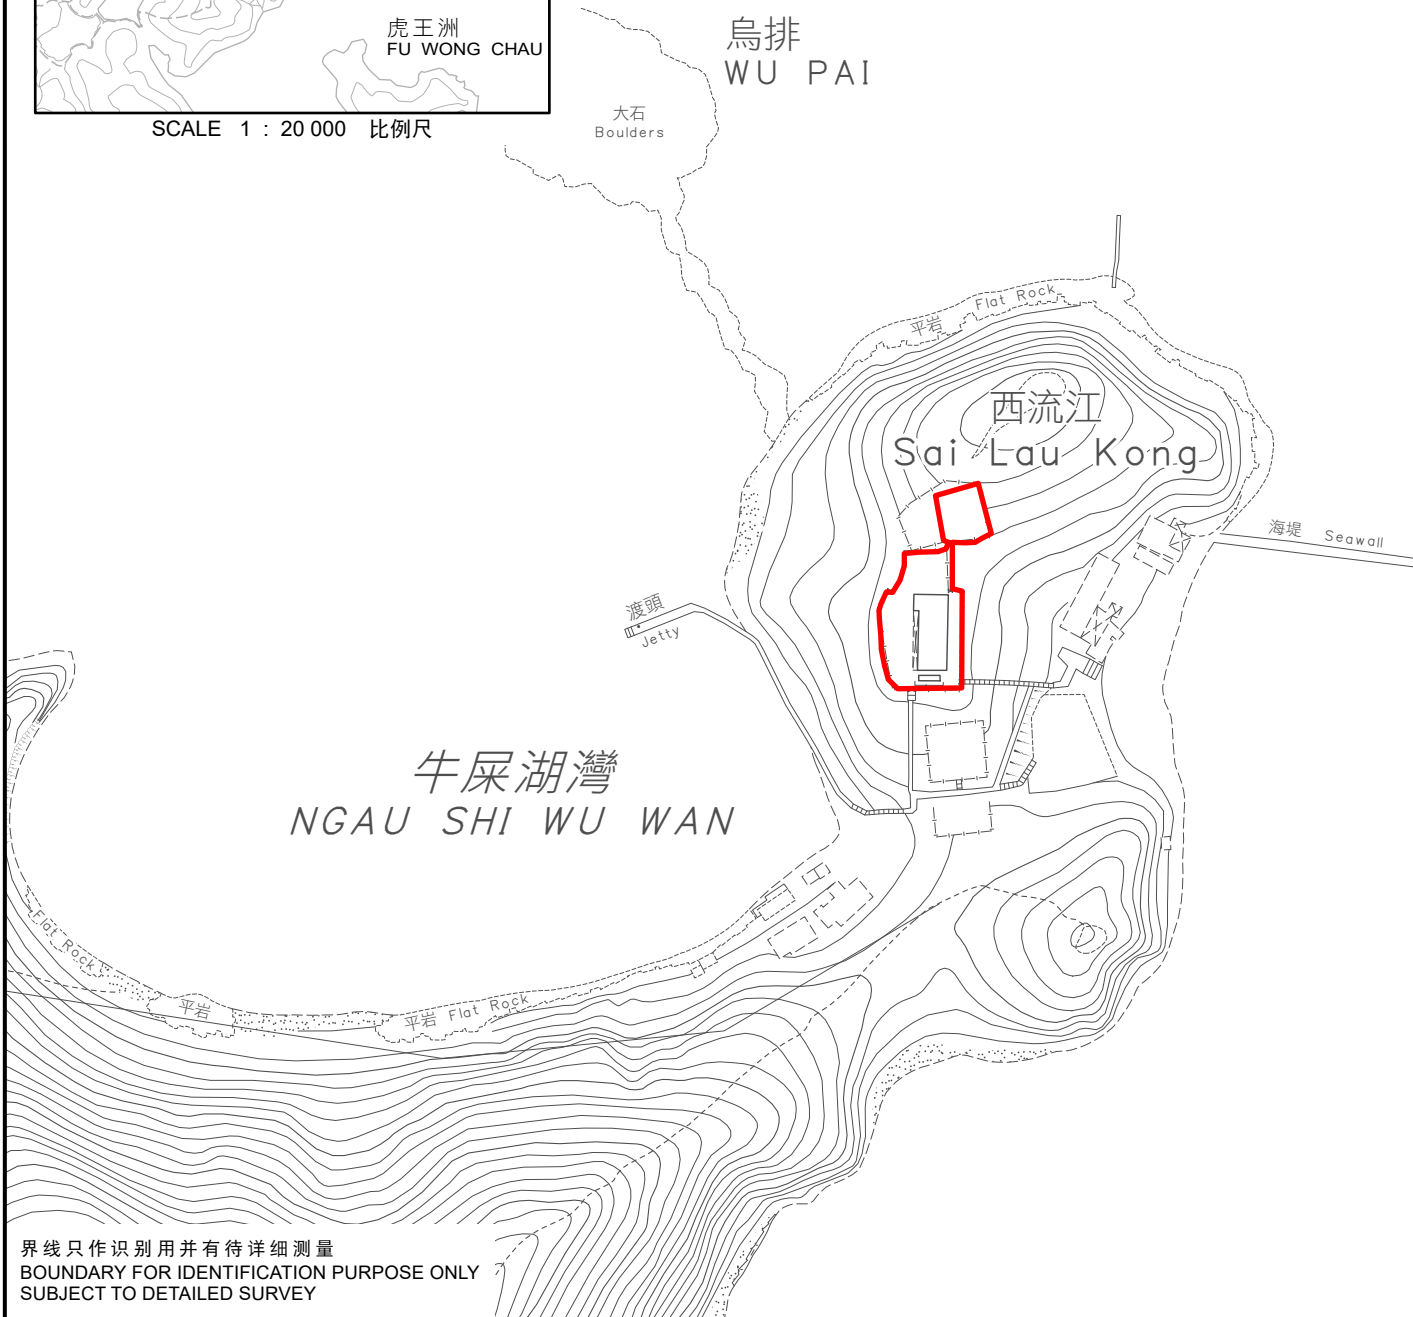 虎王洲
FU WONG CHAU
SCALE 1 : 20 000 比例尺
烏排
WU PAI
大石
Boulders
平岩 Flat Rock
西流江
Sai Lau Kong
海堤 Seawall
渡頭
Jetty
牛屎湖灣
NGAU SHI WU WAN
Flat Rock
平岩
平岩 Flat Rock
界线只作识别用并有待详细测量
BOUNDARY FOR IDENTIFICATION PURPOSE ONLY
SUBJECT TO DETAILED SURVEY